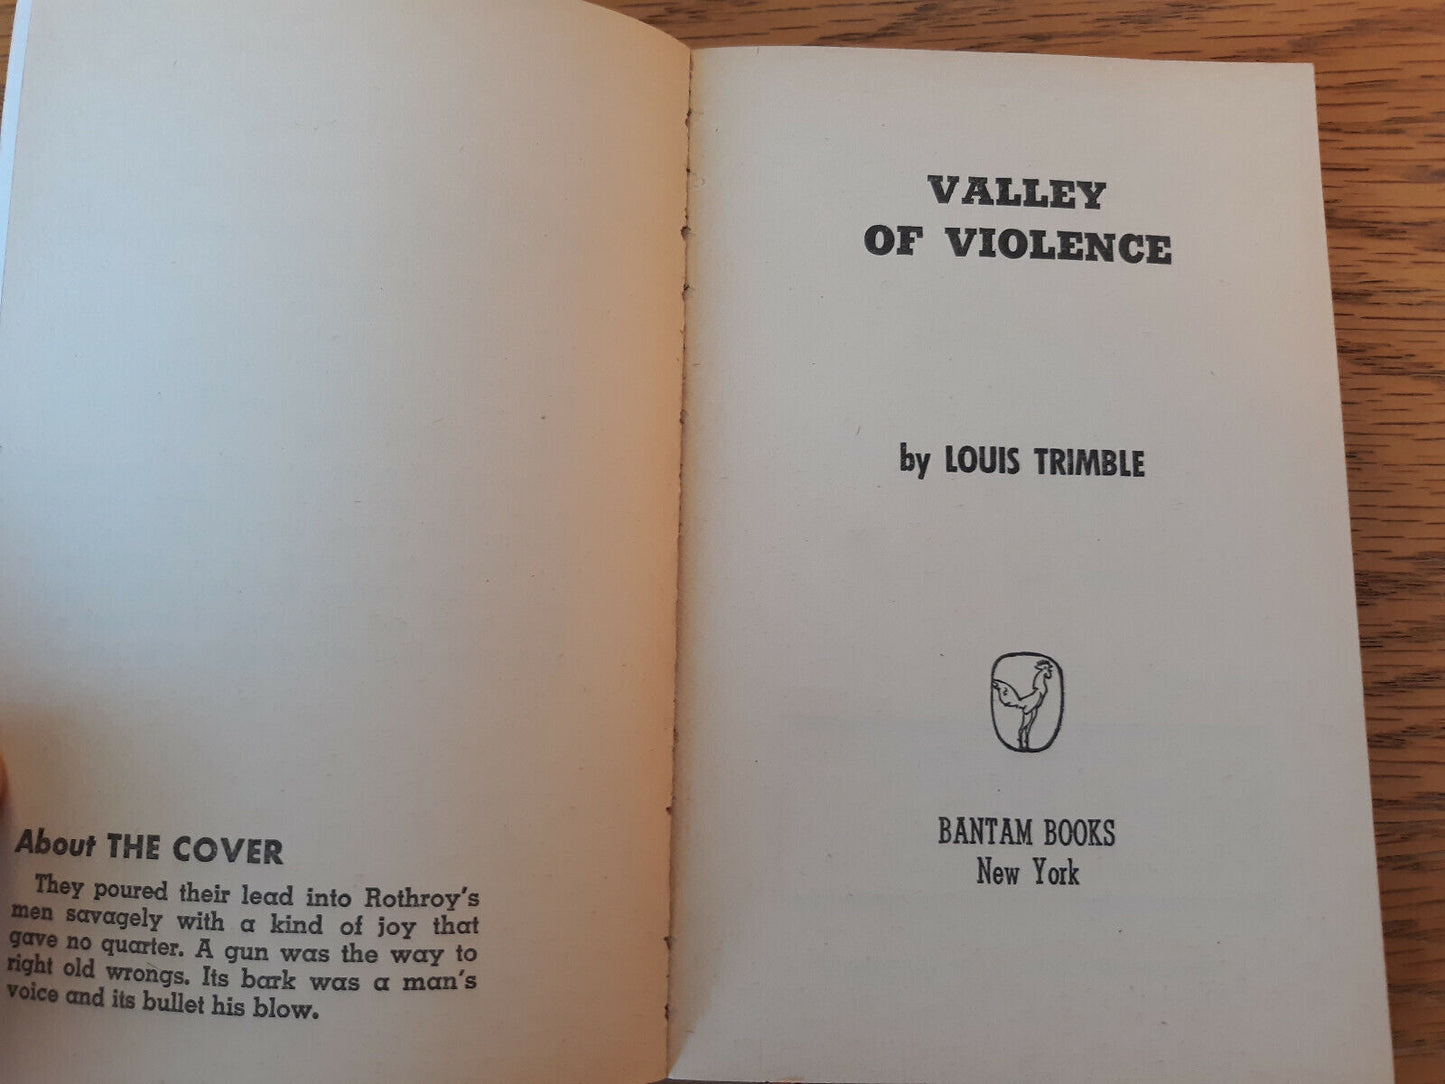 About THE COVER
They poured their lead into Rothroy's
men savagely with a kind of joy that
gave no quarter. A gun was the way to
right old wrongs. Its bark was a man's
voice and its bullet his blow.
VALLEY
OF VIOLENCE
by LOUIS TRIMBLE
BANTAM BOOKS
New York